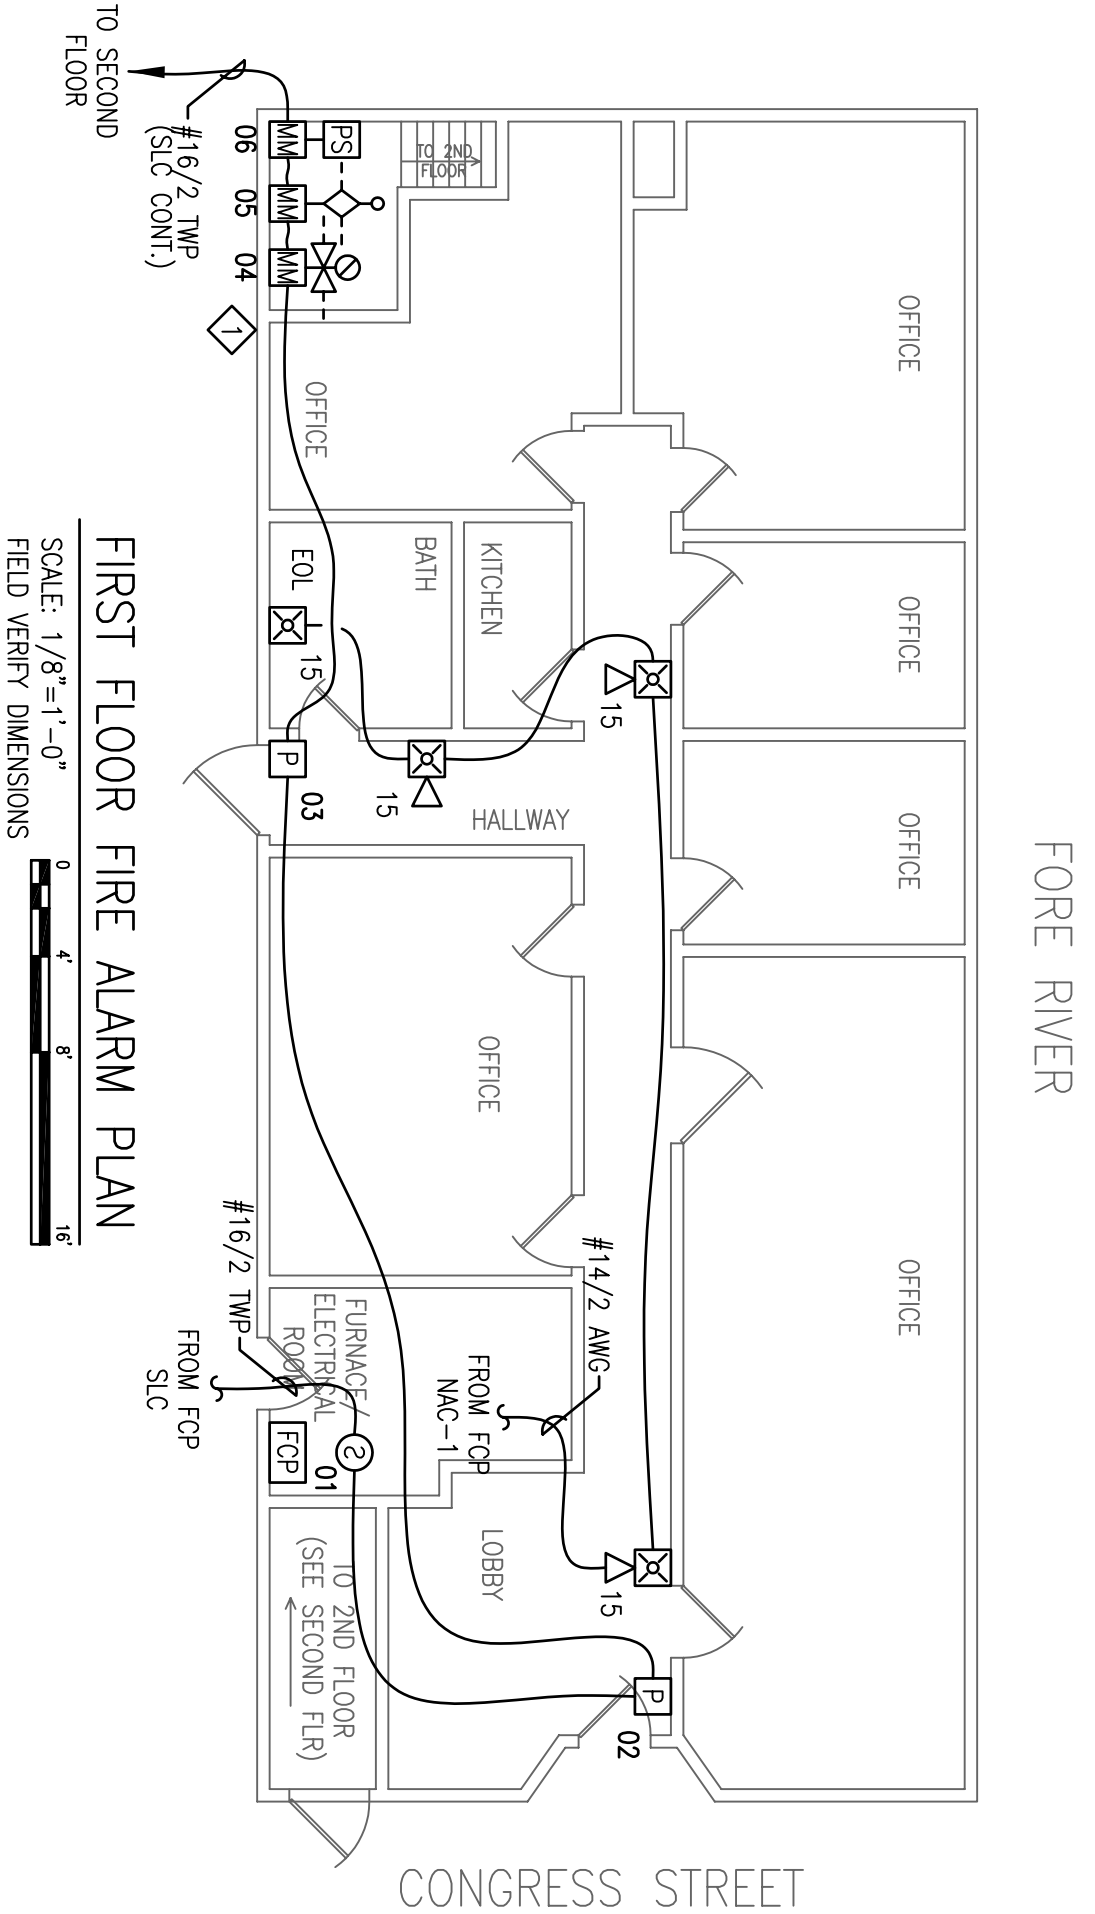 FORE RIVER
OFFICE
OFFICE
OFFICE
OFFICE
TO 2ND
FLOOR
PS
MM
MM
MM
06
05
04
1
TO SECOND
FLOOR
#16/2 TWP
(SLC CONT.)
OFFICE
KITCHEN
BATH
EOL
15
15
15
HALLWAY
P
03
OFFICE
#14/2 AWG
FROM FCP
NAC-1
FURNACE/
ELECTRICAL
ROOM
#16/2 TWP
FROM FCP
SLC
FCP
2
01
LOBBY
15
P
02
TO 2ND FLOOR
(SEE SECOND FLR)
CONGRESS STREET
FIRST FLOOR FIRE ALARM PLAN
SCALE: 1/8"=1'-0"
FIELD VERIFY DIMENSIONS
0 4' 8' 16'